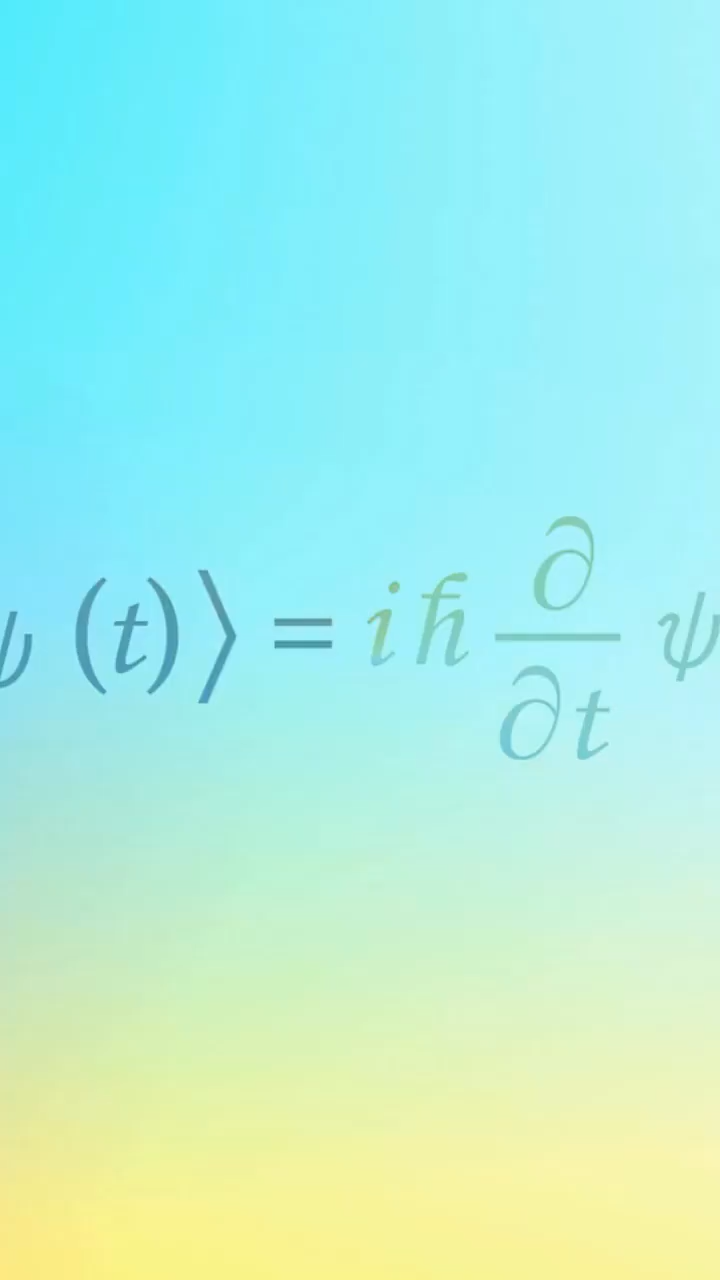 ψ (t)⟩ = iħ ∂/∂t ψ